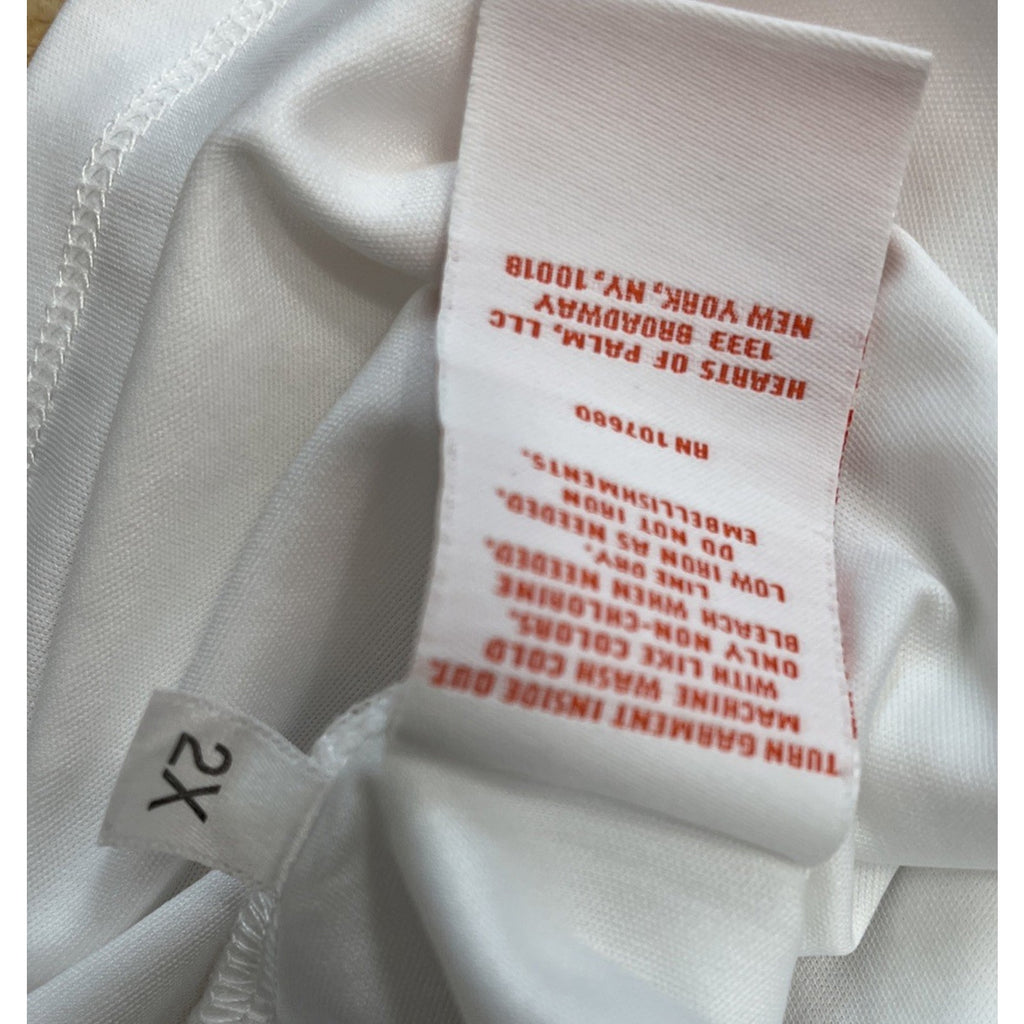 TURN GARMENT INSIDE OUT.
MACHINE WASH COLD
WITH LIKE COLORS.
ONLY NON-CHLORINE
BLEACH WHEN NEEDED.
LINE DRY.
LOW IRON AS NEEDED.
DO NOT IRON
EMBELLISHMENTS.
RN 107680
HEARTS OF PALM, LLC
1333 BROADWAY
NEW YORK, NY, 10018
2X